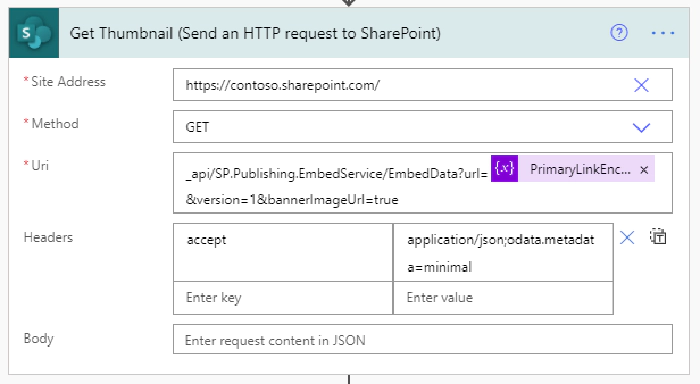 Get Thumbnail (Send an HTTP request to SharePoint)
* Site Address
https://contoso.sharepoint.com/
* Method
GET
* Uri
_api/SP.Publishing.EmbedService/EmbedData?url= {x} PrimaryLinkEnc... ×
&version=1&bannerImageUrl=true
Headers
accept
application/json;odata.metadat
a=minimal
Enter key
Enter value
Body
Enter request content in JSON